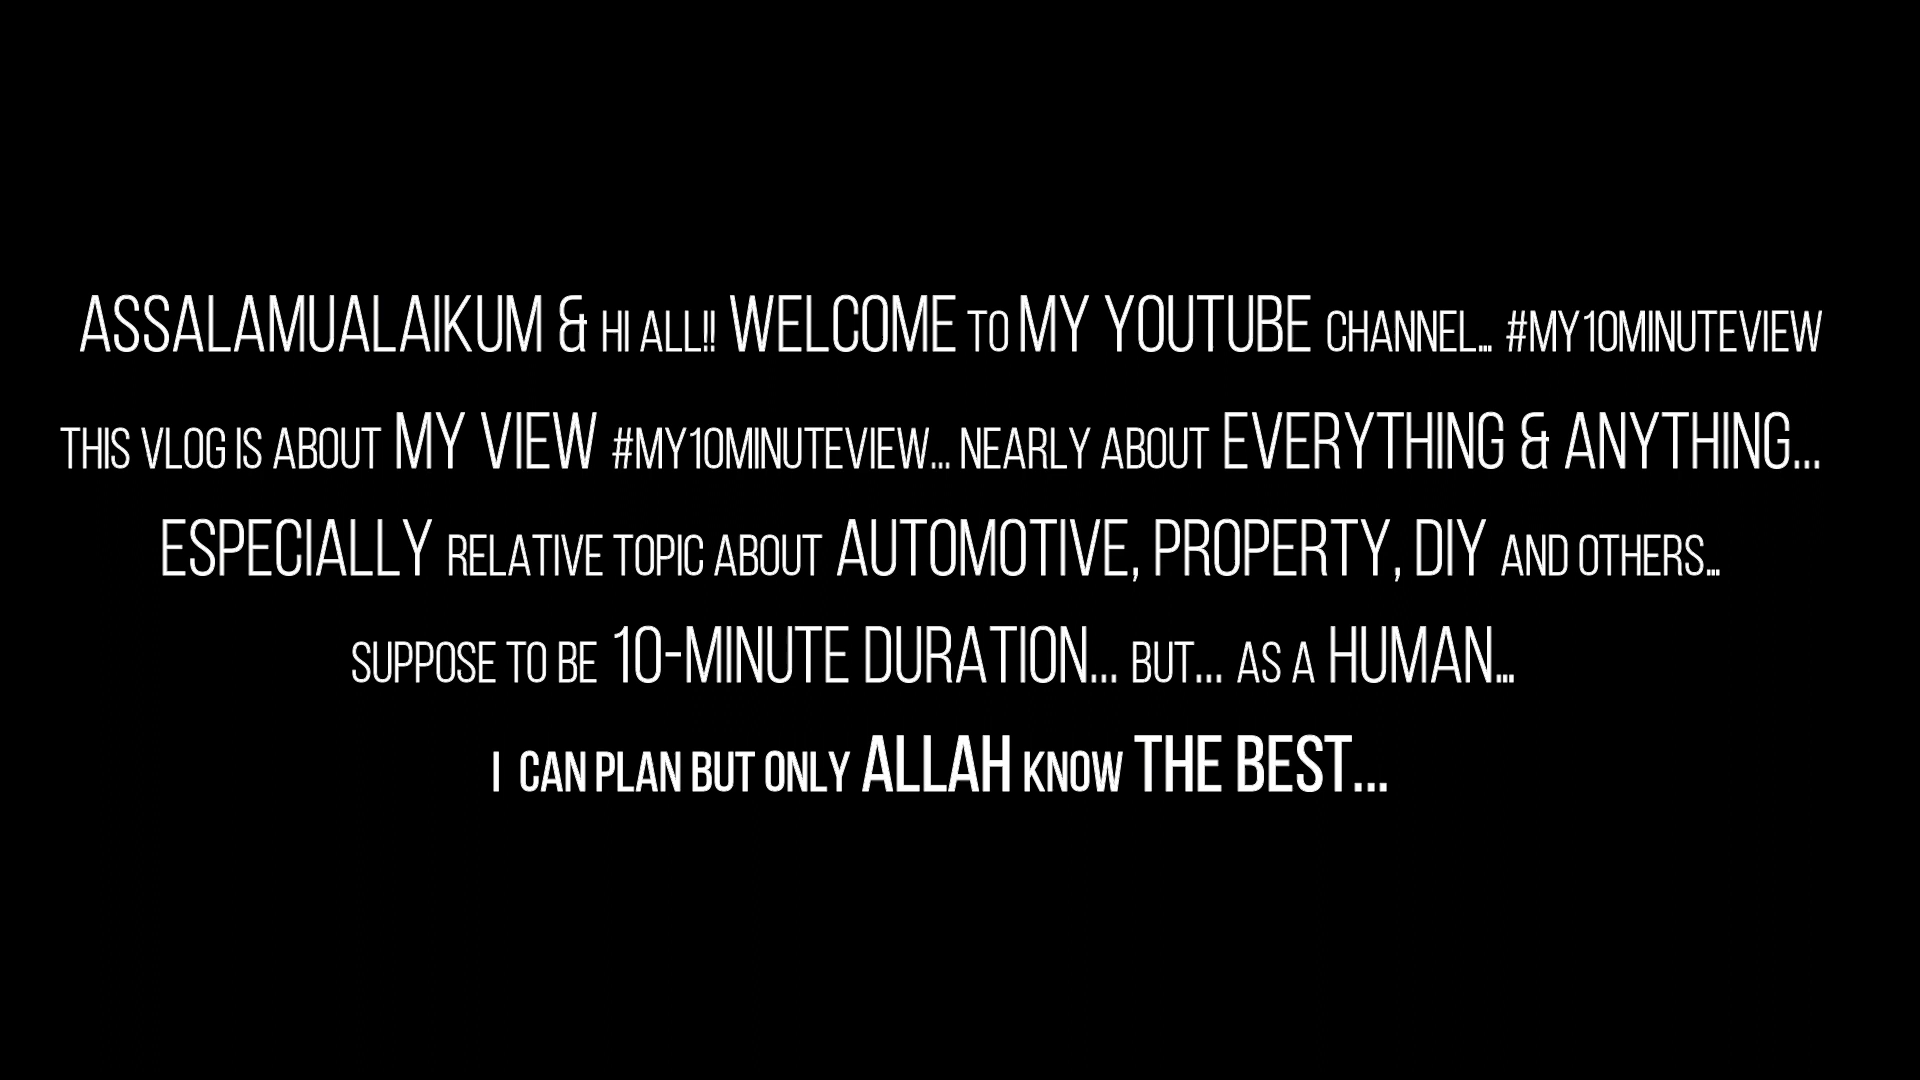 ASSALAMUALAIKUM & HI ALL!! WELCOME TO MY YOUTUBE CHANNEL... #MY10MINUTEVIEW
THIS VLOG IS ABOUT MY VIEW #MY10MINUTEVIEW... NEARLY ABOUT EVERYTHING & ANYTHING...
ESPECIALLY RELATIVE TOPIC ABOUT AUTOMOTIVE, PROPERTY, DIY AND OTHERS...
SUPPOSE TO BE 10-MINUTE DURATION... BUT... AS A HUMAN...
I CAN PLAN BUT ONLY ALLAH KNOW THE BEST...